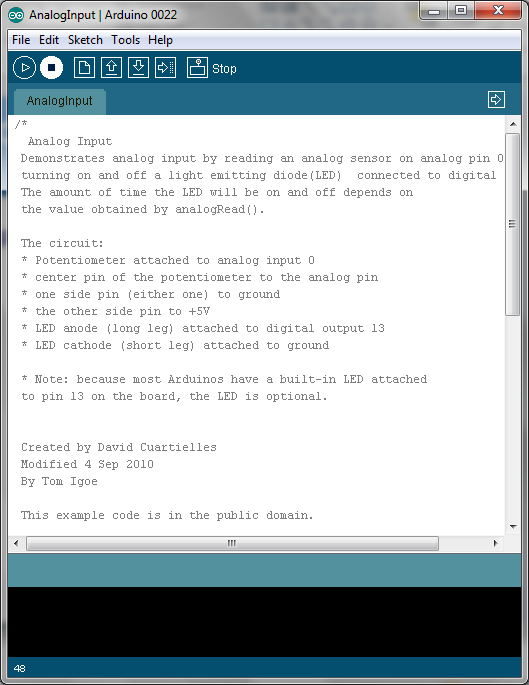 AnalogInput | Arduino 0022
File Edit Sketch Tools Help
Stop
AnalogInput
/*
Analog Input
Demonstrates analog input by reading an analog sensor on analog pin 0
turning on and off a light emitting diode(LED)  connected to digital
The amount of time the LED will be on and off depends on
the value obtained by analogRead().
The circuit:
* Potentiometer attached to analog input 0
* center pin of the potentiometer to the analog pin
* one side pin (either one) to ground
* the other side pin to +5V
* LED anode (long leg) attached to digital output 13
* LED cathode (short leg) attached to ground
* Note: because most Arduinos have a built-in LED attached
to pin 13 on the board, the LED is optional.
Created by David Cuartielles
Modified 4 Sep 2010
By Tom Igoe
This example code is in the public domain.
48